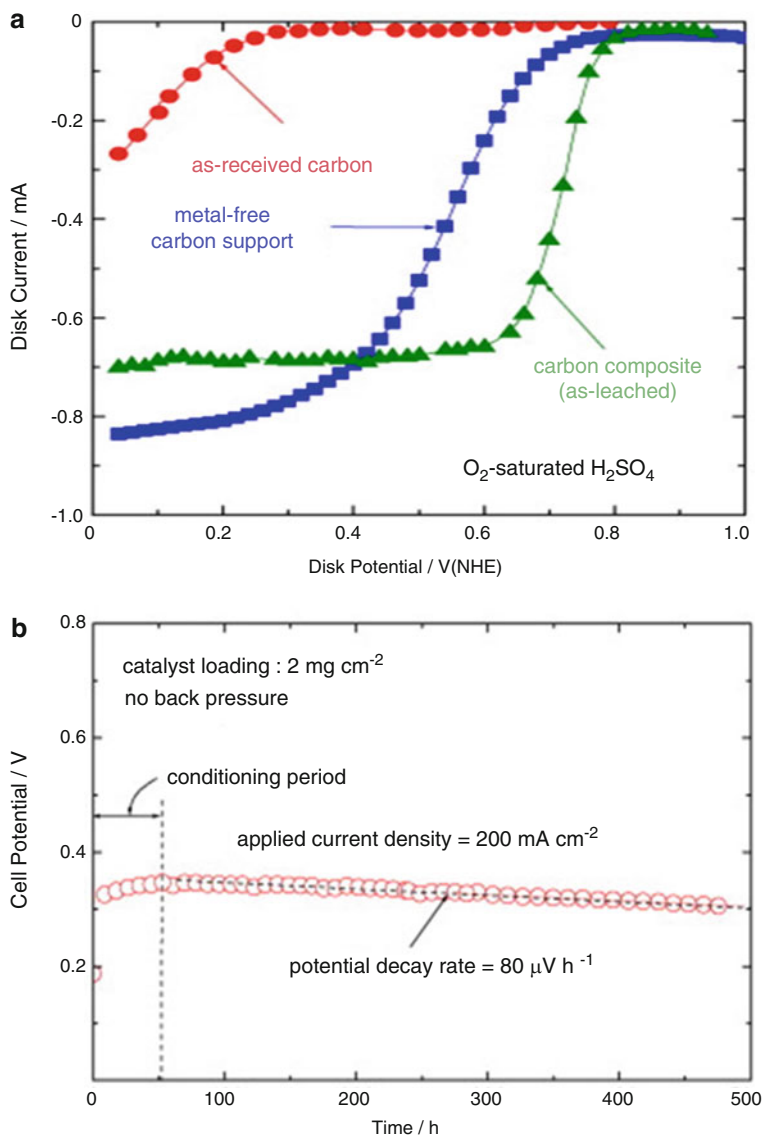 a
0
-0.2
-0.4
-0.6
-0.8
-1.0
Disk Current / mA
as-received carbon
metal-free
carbon support
carbon composite
(as-leached)
O₂-saturated H₂SO₄
0 0.2 0.4 0.6 0.8 1.0
Disk Potential / V(NHE)
b
0.8
0.6
0.4
0.2
Cell Potential / V
catalyst loading : 2 mg cm⁻²
no back pressure
conditioning period
applied current density = 200 mA cm⁻²
potential decay rate = 80 μV h⁻¹
0 100 200 300 400 500
Time / h